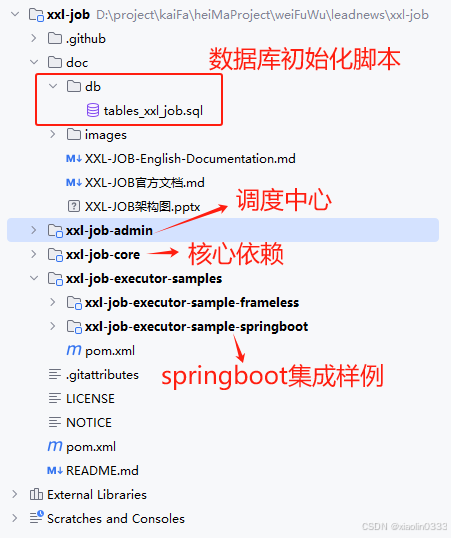 xxl-job D:\project\kaiFa\heiMaProject\weiFuWu\leadnews\xxl-job
.github
doc
数据库初始化脚本
db
tables_xxl_job.sql
images
XXL-JOB-English-Documentation.md
XXL-JOB官方文档.md
XXL-JOB架构图.pptx
调度中心
xxl-job-admin
xxl-job-core
核心依赖
xxl-job-executor-samples
xxl-job-executor-sample-frameless
xxl-job-executor-sample-springboot
pom.xml
springboot集成样例
.gitattributes
LICENSE
NOTICE
pom.xml
README.md
External Libraries
Scratches and Consoles
CSDN @xiaolin0333